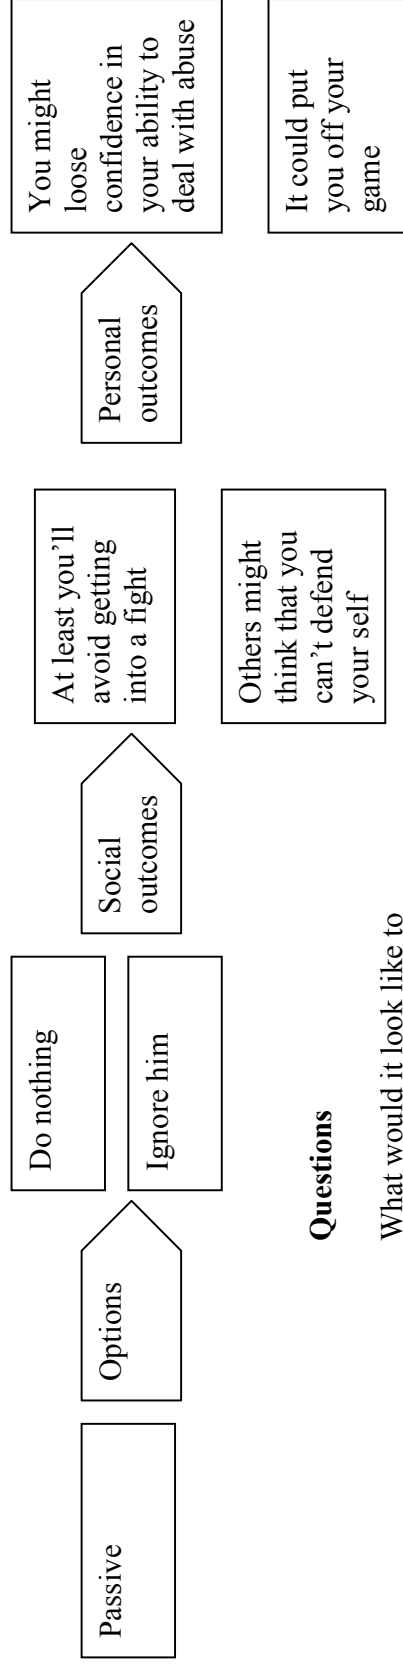 Passive
Options
Do nothing
Ignore him
Social
outcomes
At least you'll
avoid getting
into a fight
Others might
think that you
can't defend
your self
Personal
outcomes
You might
loose
confidence in
your ability to
deal with abuse
It could put
you off your
game
Questions
What would it look like to